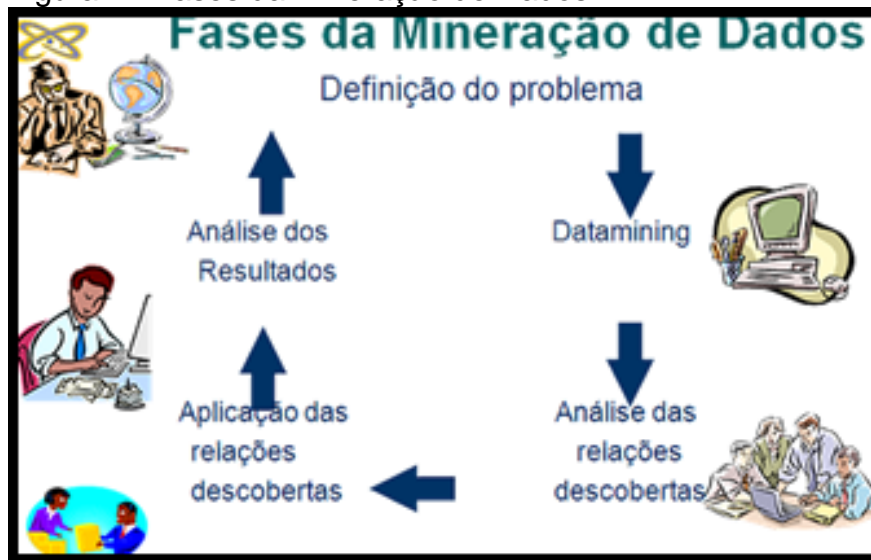 Fases da Mineração de Dados
Definição do problema
Análise dos
Resultados
Datamining
Aplicação das
relações
descobertas
Análise das
relações
descobertas